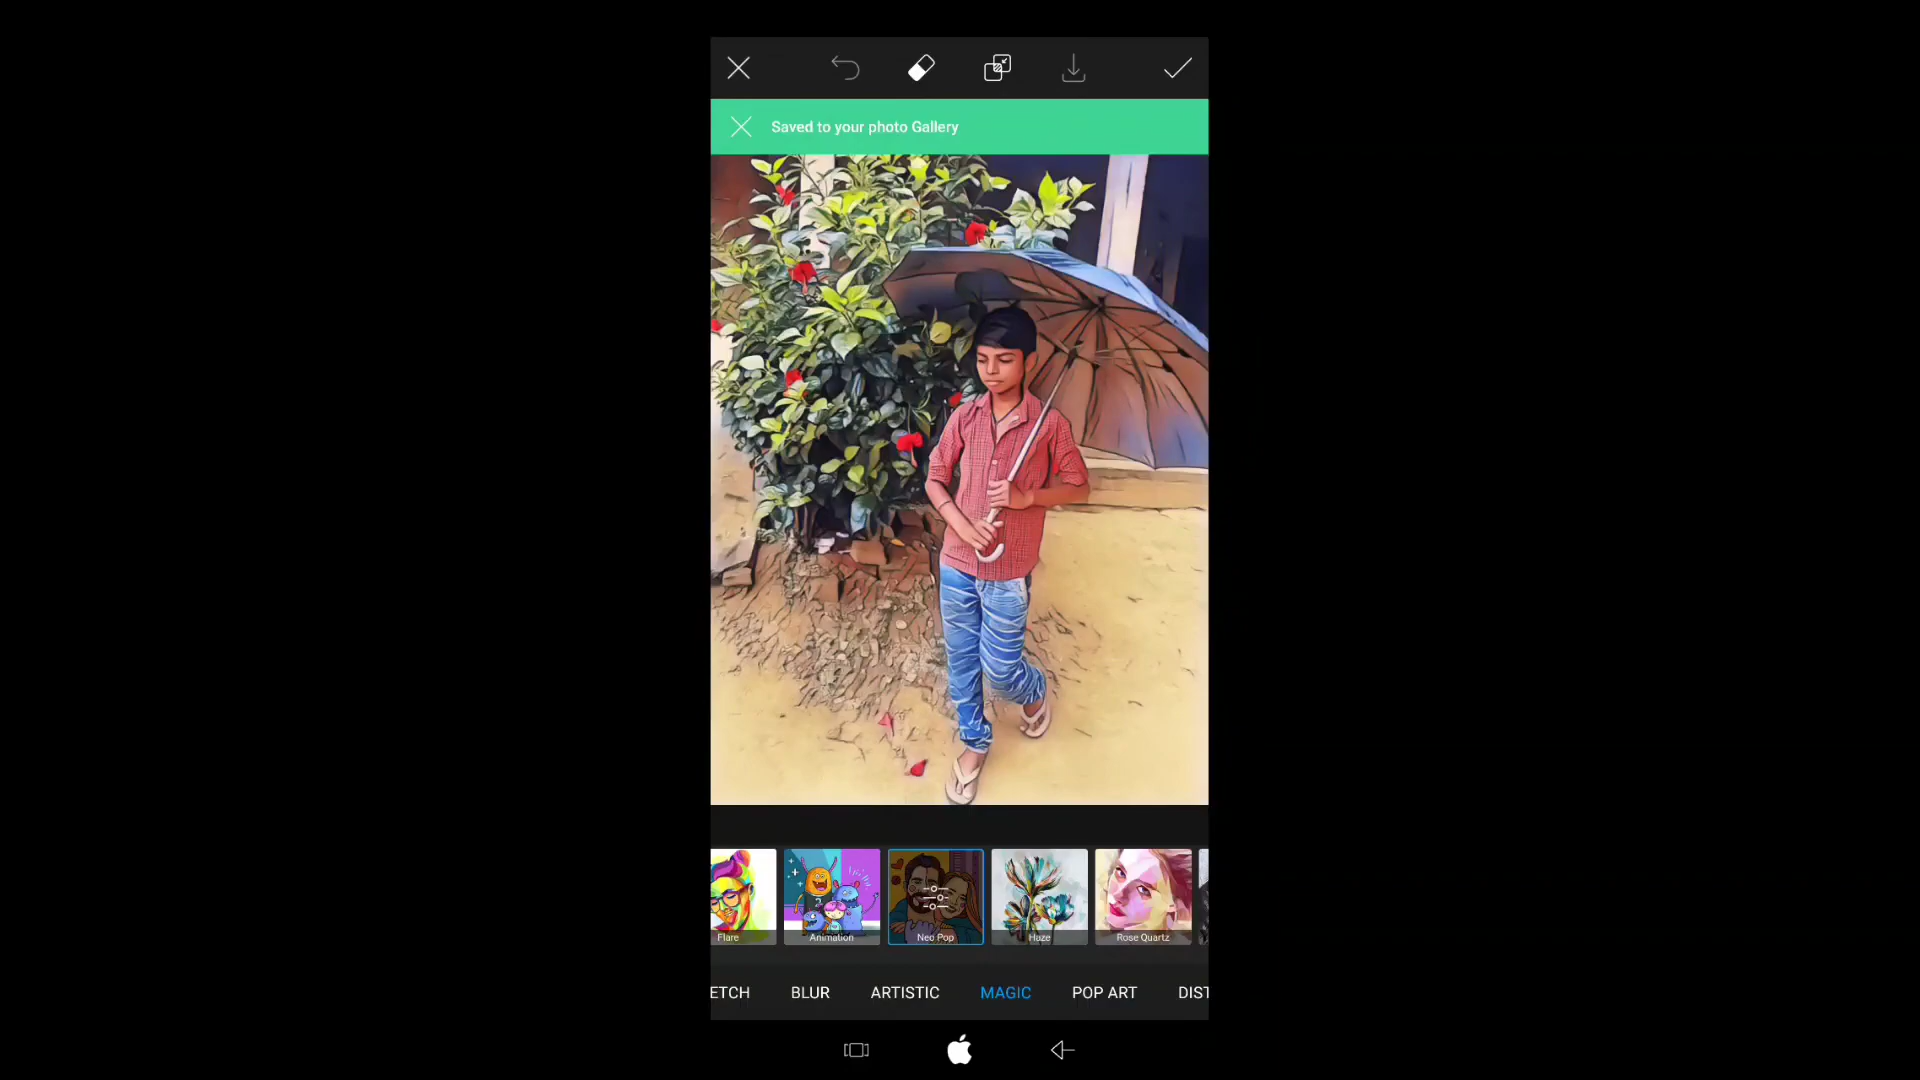 Saved to your photo Gallery
Flare
Animation
Neo Pop
Haze
Rose Quartz
ETCH
BLUR
ARTISTIC
MAGIC
POP ART
DIST